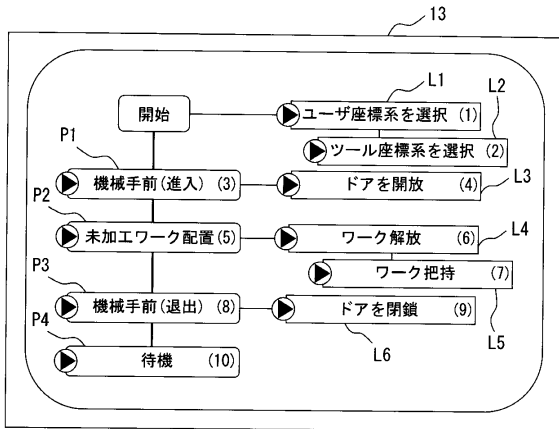 13
開始
L1
ユーザ座標系を選択 (1)
L2
ツール座標系を選択 (2)
P1
機械手前(進入) (3)
ドアを開放 (4)
L3
P2
未加工ワーク配置 (5)
ワーク解放 (6)
L4
ワーク把持 (7)
L5
P3
機械手前(退出) (8)
ドアを閉鎖 (9)
L6
P4
待機 (10)